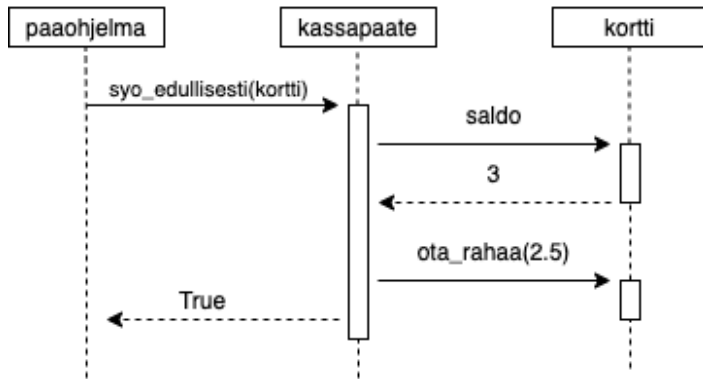 paaohjelma
kassapaate
kortti
syo_edullisesti(kortti)
saldo
3
ota_rahaa(2.5)
True